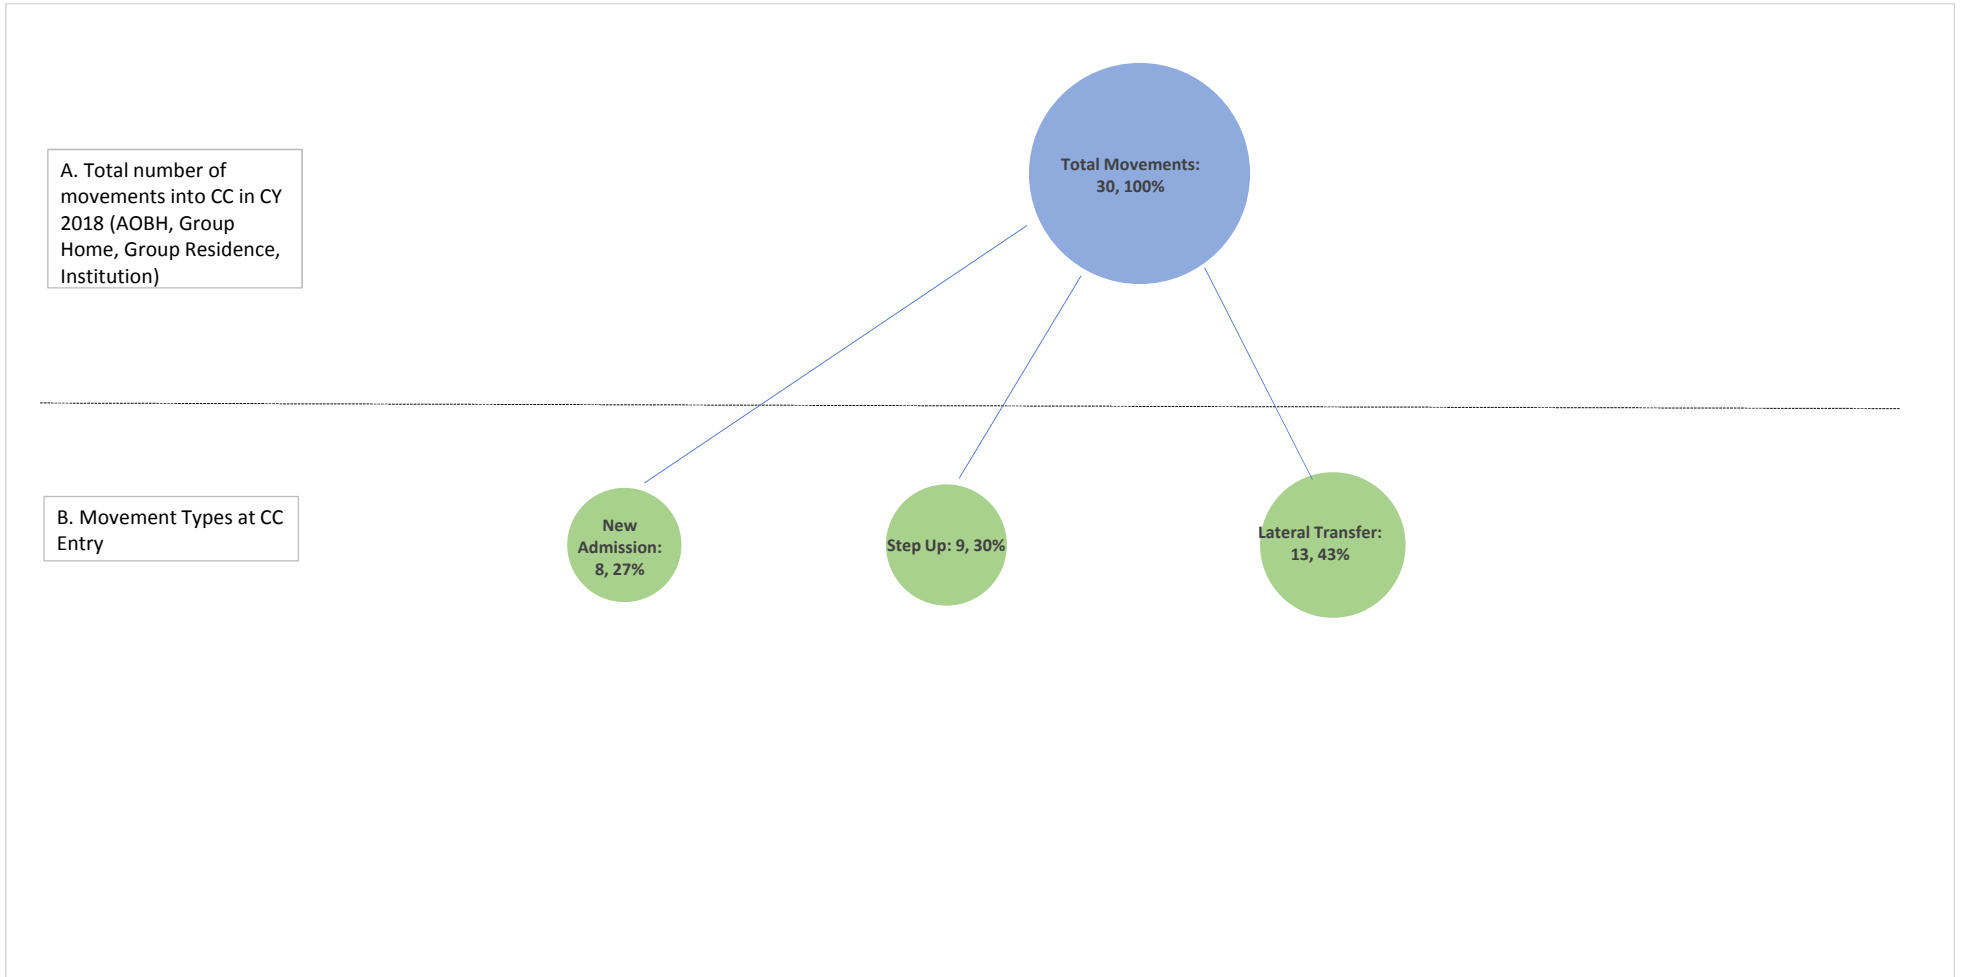 Total Movements:
30, 100%
A. Total number of
movements into CC in CY
2018 (AOBH, Group
Home, Group Residence,
Institution)
B. Movement Types at CC
Entry
New
Admission:
8, 27%
Step Up: 9, 30%
Lateral Transfer:
13, 43%